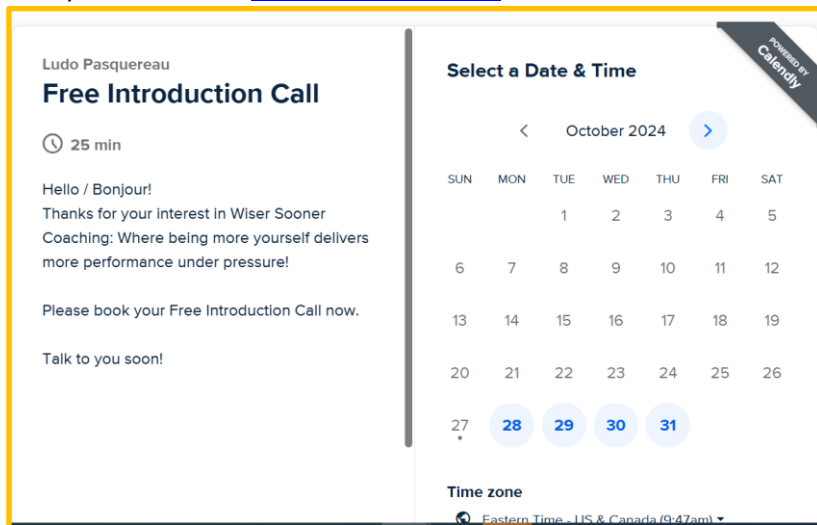 Ludo Pasquereau
Free Introduction Call
25 min
Hello / Bonjour!
Thanks for your interest in Wiser Sooner
Coaching: Where being more yourself delivers
more performance under pressure!
Please book your Free Introduction Call now.
Talk to you soon!
POWERED BY
Calendly
Select a Date & Time
October 2024
SUN MON TUE WED THU FRI SAT
1 2 3 4 5
6 7 8 9 10 11 12
13 14 15 16 17 18 19
20 21 22 23 24 25 26
27 28 29 30 31
Time zone
Eastern Time - US & Canada (9:47am)